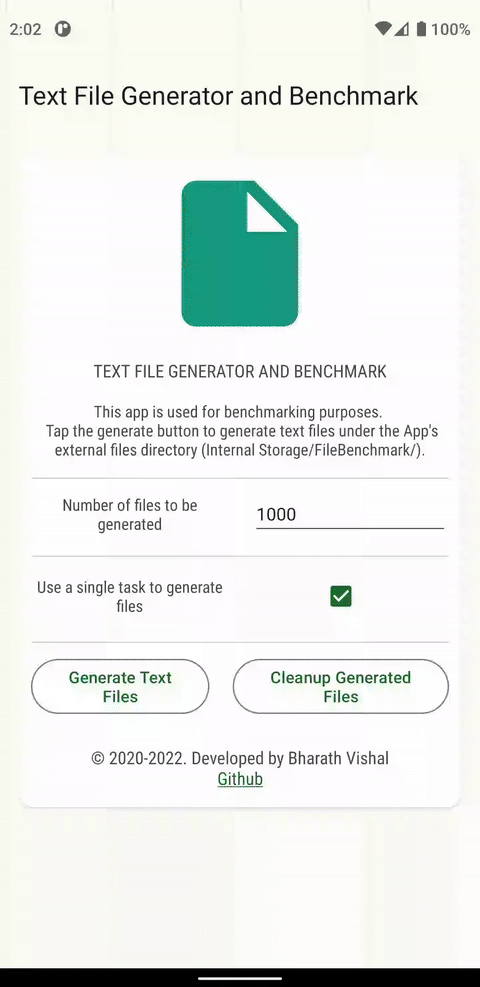 2:02
100%
Text File Generator and Benchmark
TEXT FILE GENERATOR AND BENCHMARK
This app is used for benchmarking purposes.
Tap the generate button to generate text files under the App's
external files directory (Internal Storage/FileBenchmark/).
Number of files to be
generated
1000
Use a single task to generate
files
Generate Text
Files
Cleanup Generated
Files
© 2020-2022. Developed by Bharath Vishal
Github